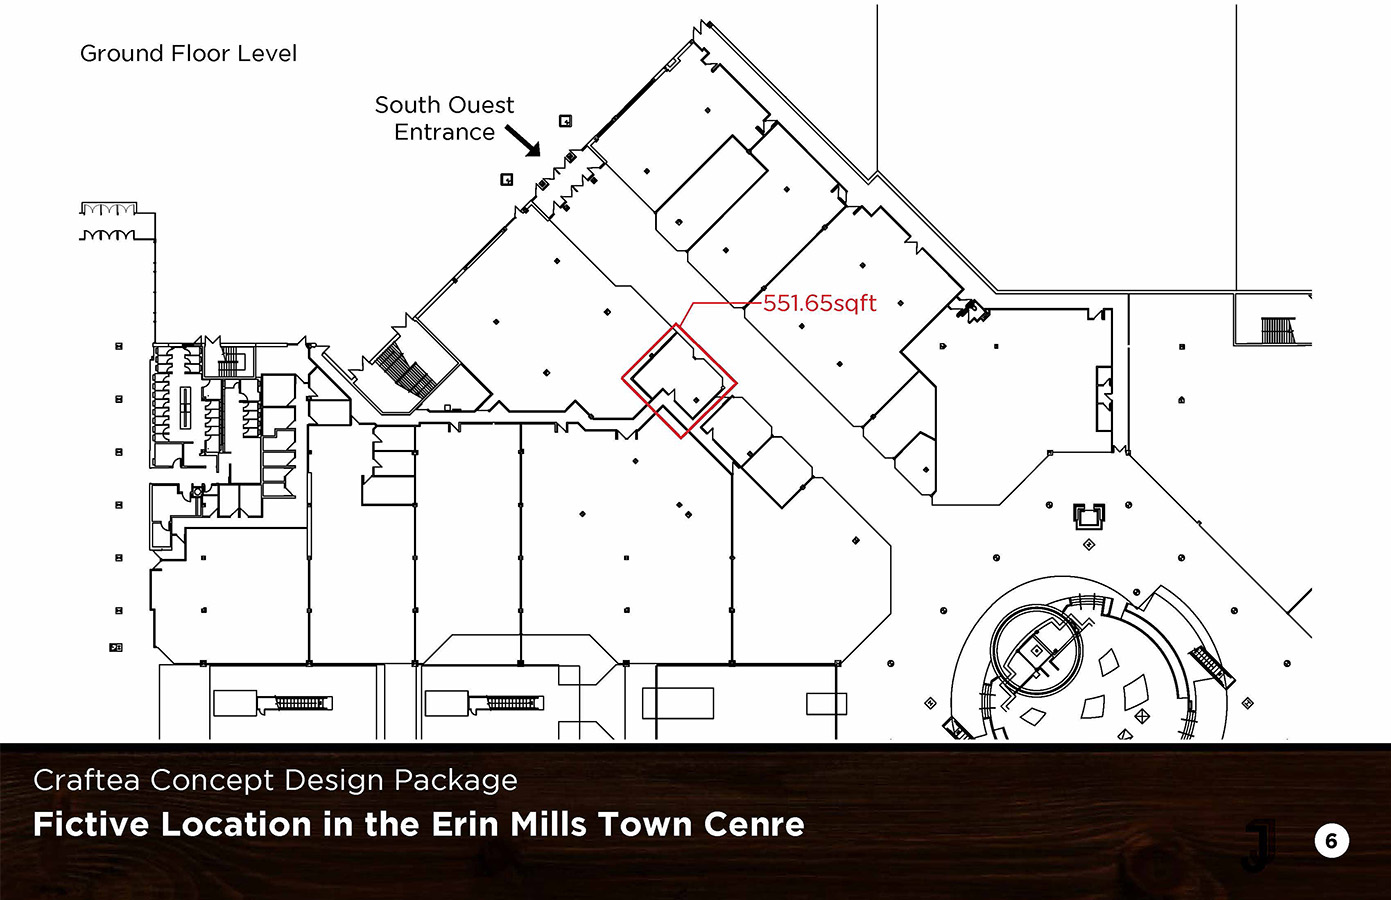 Ground Floor Level
South Ouest
Entrance
551.65sqft
Craftea Concept Design Package
Fictive Location in the Erin Mills Town Cenre
6